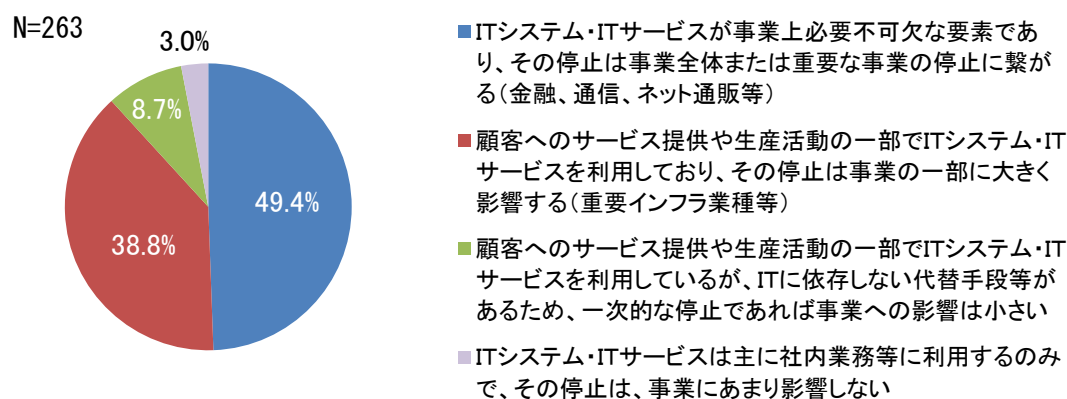 N=263
3.0%
8.7%
49.4%
38.8%
ITシステム・ITサービスが事業上必要不可欠な要素であ
り、その停止は事業全体または重要な事業の停止に繋が
る(金融、通信、ネット通販等)
顧客へのサービス提供や生産活動の一部でITシステム・IT
サービスを利用しており、その停止は事業の一部に大きく
影響する(重要インフラ業種等)
顧客へのサービス提供や生産活動の一部でITシステム・IT
サービスを利用しているが、ITに依存しない代替手段等が
あるため、一次的な停止であれば事業への影響は小さい
ITシステム・ITサービスは主に社内業務等に利用するのみ
で、その停止は、事業にあまり影響しない